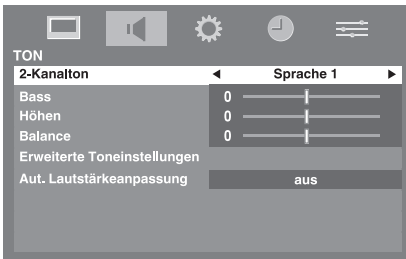 TON
2-Kanalton Sprache 1
Bass 0
Höhen 0
Balance 0
Erweiterte Toneinstellungen
Aut. Lautstärkeanpassung aus